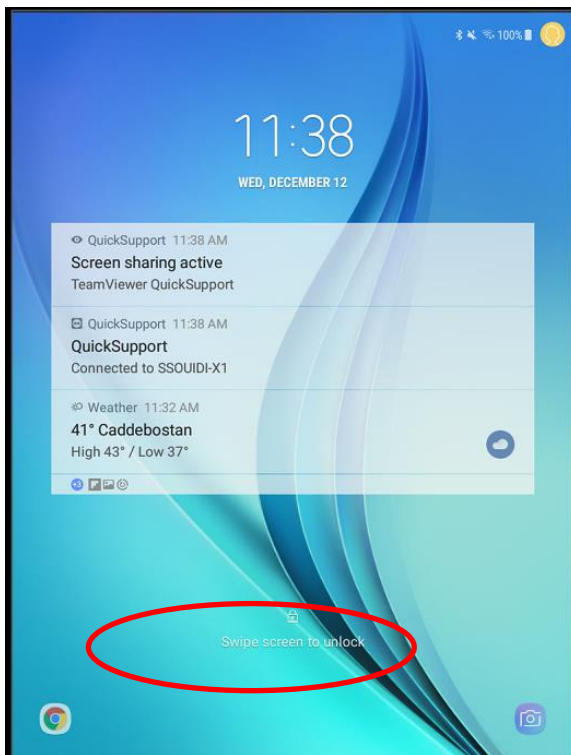 100%
11:38
WED, DECEMBER 12
QuickSupport 11:38 AM
Screen sharing active
TeamViewer QuickSupport
QuickSupport 11:38 AM
QuickSupport
Connected to SSOUIDI-X1
Weather 11:32 AM
41° Caddebostan
High 43° / Low 37°
+3
Swipe screen to unlock